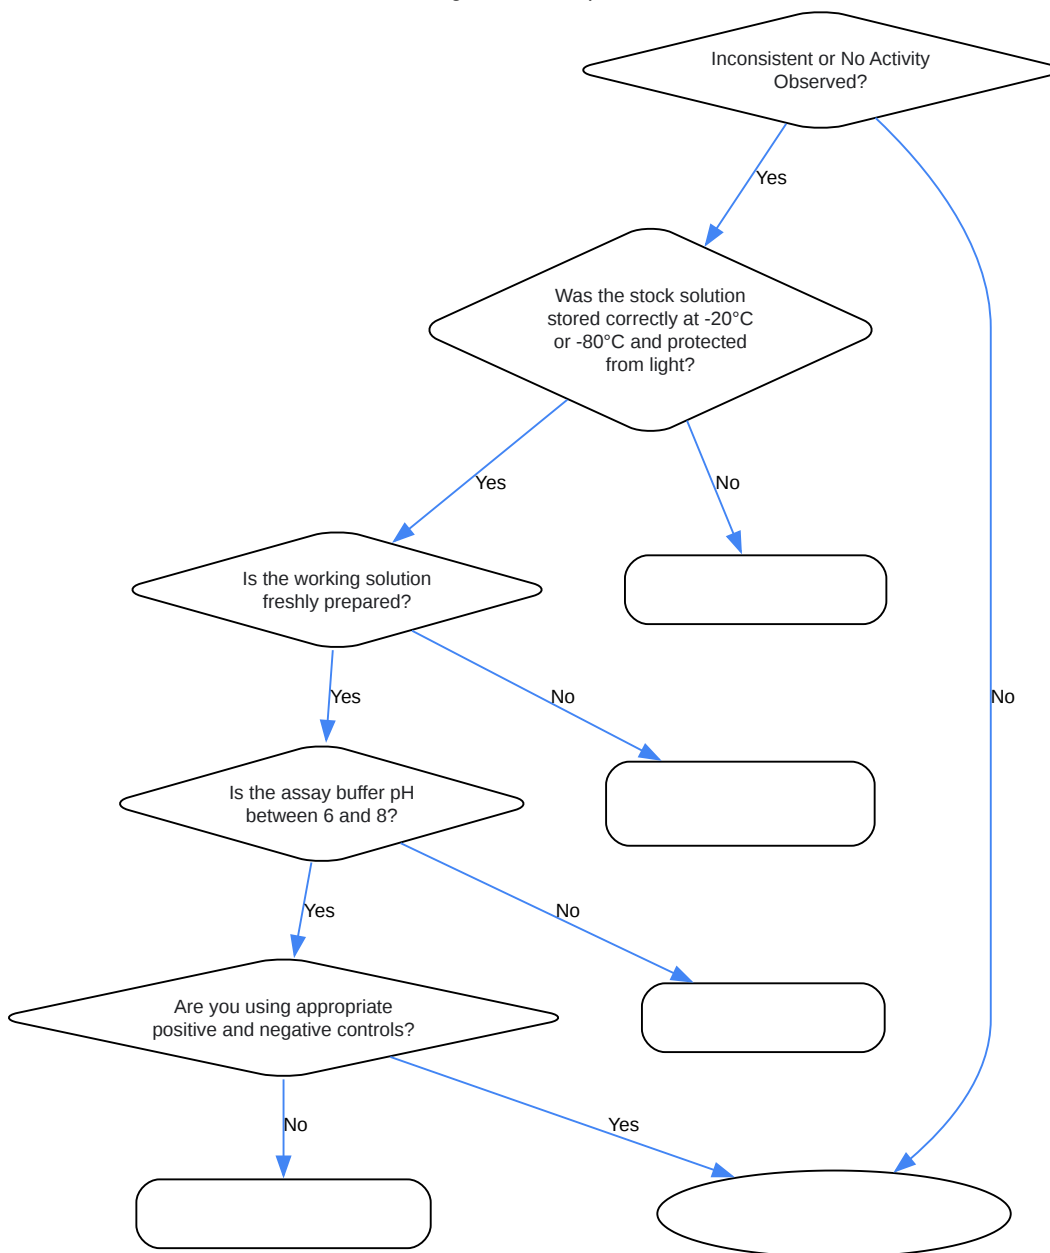 Inconsistent or No Activity
Observed?
Yes
Was the stock solution
stored correctly at -20°C
or -80°C and protected
from light?
Yes
No
Is the working solution
freshly prepared?
Yes
No
No
Is the assay buffer pH
between 6 and 8?
Yes
No
Are you using appropriate
positive and negative controls?
No
Yes